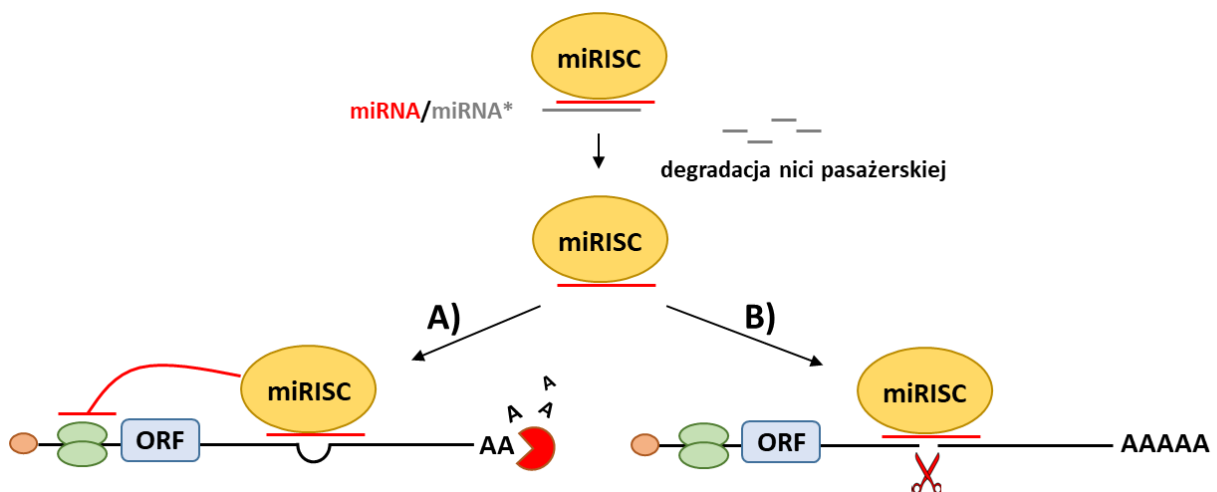 miRISC
miRNA/miRNA*
degradacja nici pasażerskiej
miRISC
A)
B)
miRISC
ORF
AA
A
A
A
miRISC
ORF
AAAAA